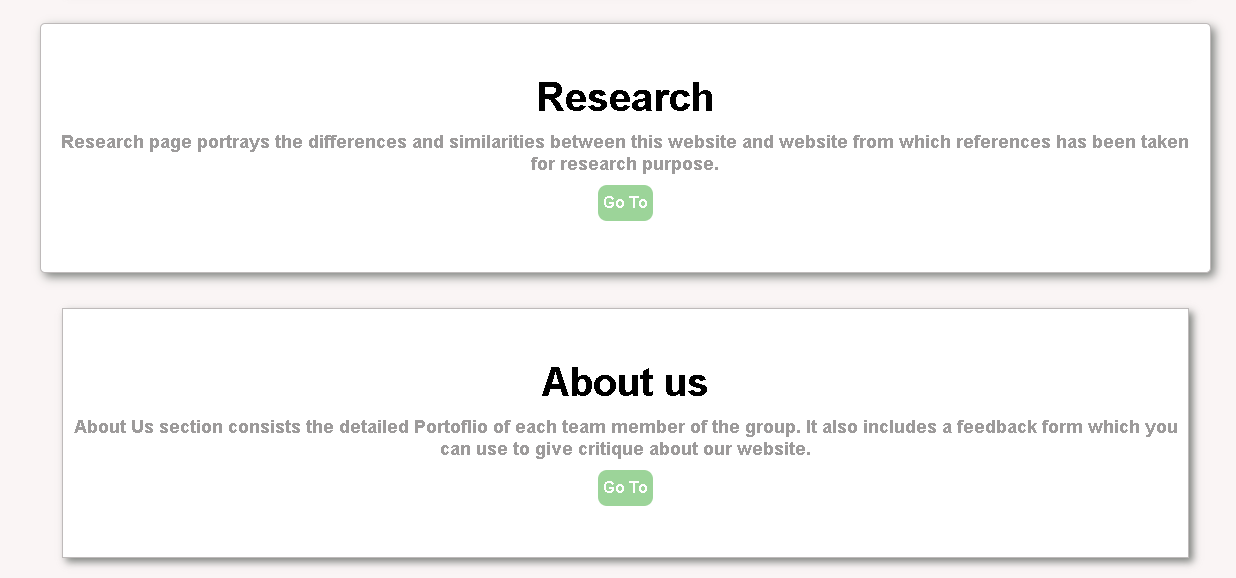 Research
Research page portrays the differences and similarities between this website and website from which references has been taken
for research purpose.
Go To
About us
About Us section consists the detailed Portoflio of each team member of the group. It also includes a feedback form which you
can use to give critique about our website.
Go To